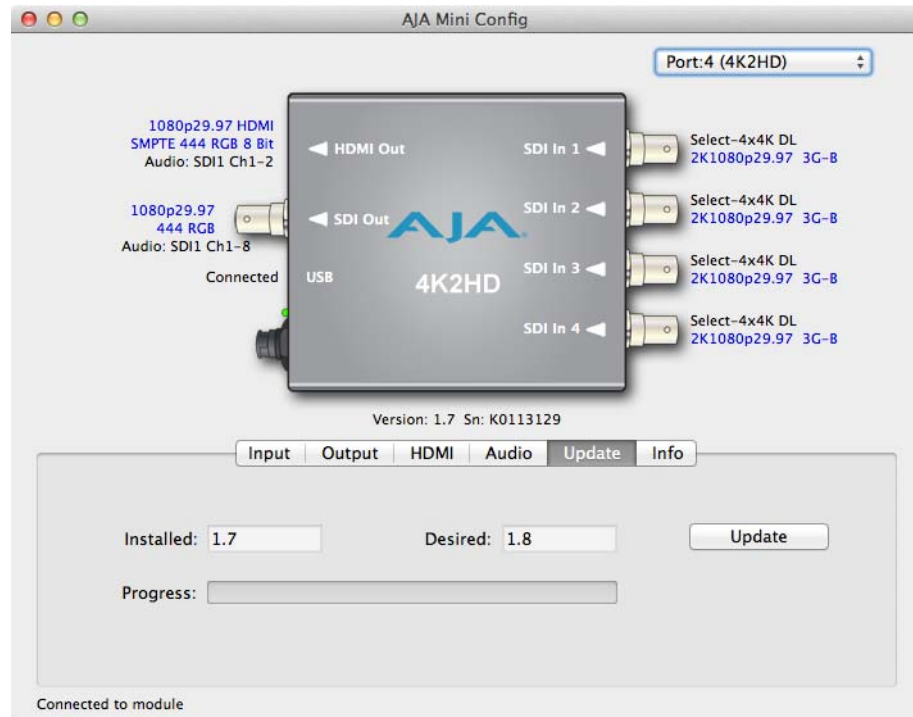 AJA Mini Config
Port:4 (4K2HD)
1080p29.97 HDMI
SMPTE 444 RGB 8 Bit
Audio: SDI1 Ch1-2
1080p29.97
444 RGB
Audio: SDI1 Ch1-8
Connected
HDMI Out
SDI Out
USB
AJA
4K2HD
SDI In 1
SDI In 2
SDI In 3
SDI In 4
Select-4x4K DL
2K1080p29.97 3G-B
Select-4x4K DL
2K1080p29.97 3G-B
Select-4x4K DL
2K1080p29.97 3G-B
Select-4x4K DL
2K1080p29.97 3G-B
Version: 1.7 Sn: K0113129
Input Output HDMI Audio Update Info
Installed: 1.7 Desired: 1.8 Update
Progress:
Connected to module